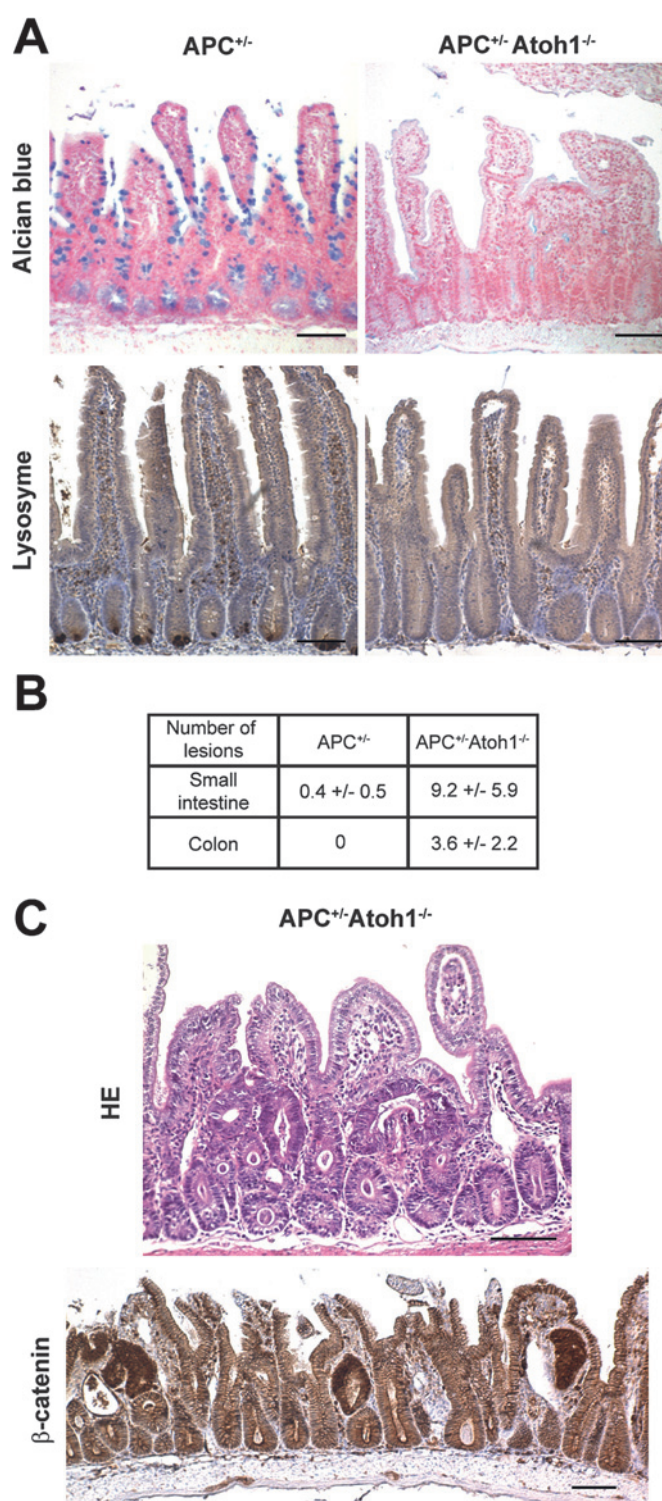 A
APC+/-
APC+/- Atoh1-/-
Alcian blue
Lysosyme
B
Number of lesions
APC+/-
APC+/-Atoh1-/-
Small intestine
0.4 +/- 0.5
9.2 +/- 5.9
Colon
0
3.6 +/- 2.2
C
APC+/-Atoh1-/-
HE
β-catenin